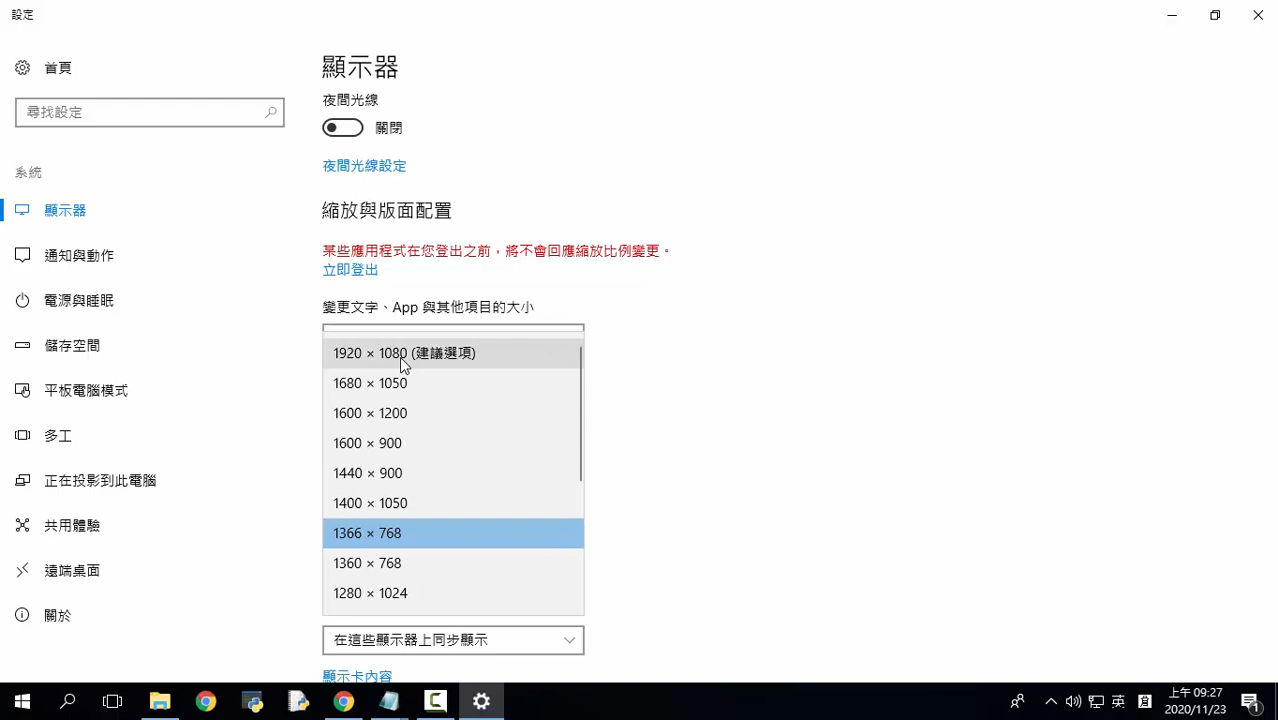 設定
首頁
尋找設定
系統
顯示器
通知與動作
電源與睡眠
儲存空間
平板電腦模式
多工
正在投影到此電腦
共用體驗
遠端桌面
關於
顯示器
夜間光線
關閉
夜間光線設定
縮放與版面配置
某些應用程式在您登出之前，將不會回應縮放比例變更。
立即登出
變更文字、App 與其他項目的大小
1920 × 1080 (建議選項)
1680 × 1050
1600 × 1200
1600 × 900
1440 × 900
1400 × 1050
1366 × 768
1360 × 768
1280 × 1024
在這些顯示器上同步顯示
顯示卡內容
英
上午 09:27
2020/11/23
1